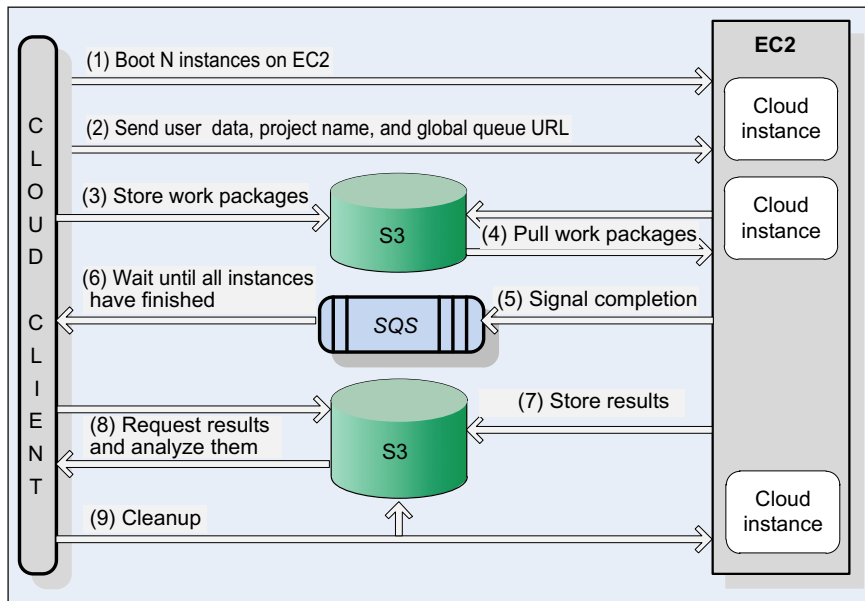 (1) Boot N instances on EC2
EC2
Cloud
instance
(2) Send user data, project name, and global queue URL
CLOUD CLIENT
(3) Store work packages
S3
Cloud
instance
(4) Pull work packages
(6) Wait until all instances
have finished
SQS
(5) Signal completion
(7) Store results
(8) Request results
and analyze them
S3
(9) Cleanup
Cloud
instance